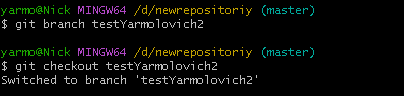 yarmo@Nick MINGW64 /d/newrepositoriy (master)
$ git branch testYarmolovich2
yarmo@Nick MINGW64 /d/newrepositoriy (master)
$ git checkout testYarmolovich2
Switched to branch 'testYarmolovich2'